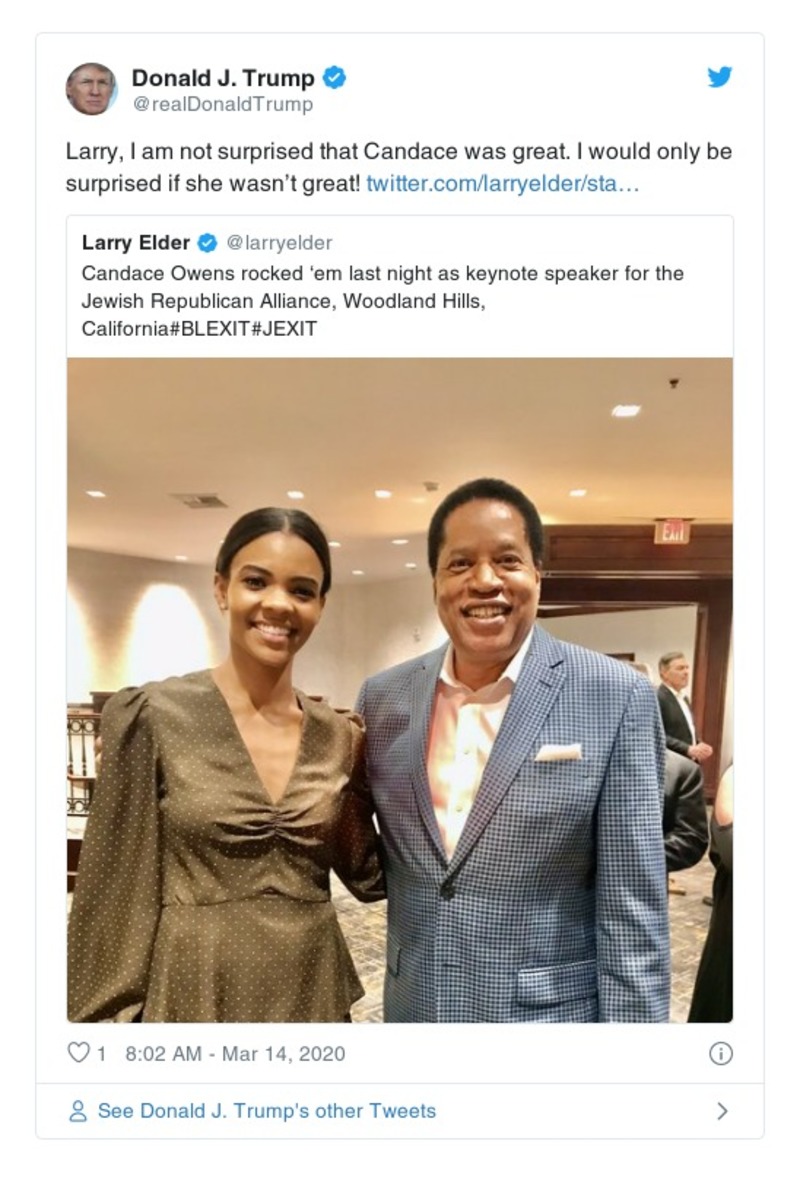 Donald J. Trump
@realDonaldTrump
Larry, I am not surprised that Candace was great. I would only be
surprised if she wasn’t great! twitter.com/larryelder/sta…
Larry Elder @larryelder
Candace Owens rocked ‘em last night as keynote speaker for the
Jewish Republican Alliance, Woodland Hills,
California#BLEXIT#JEXIT
EXIT
1 8:02 AM - Mar 14, 2020
See Donald J. Trump's other Tweets